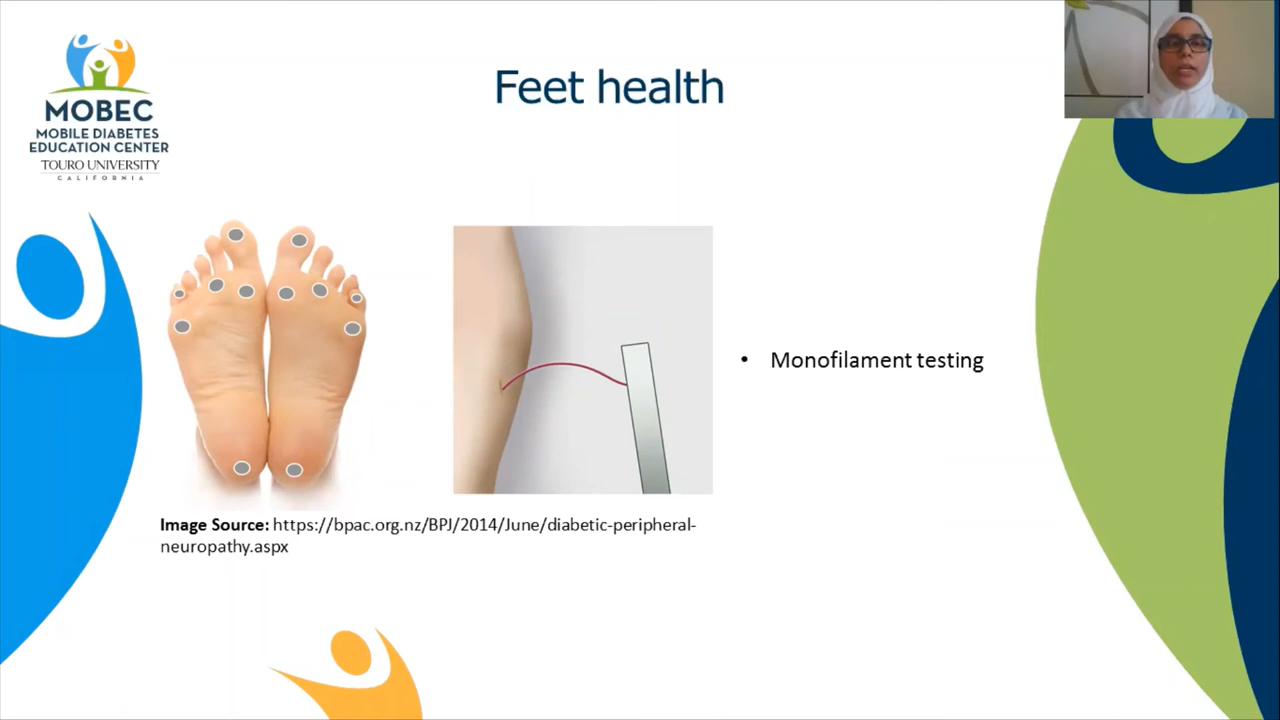 MOBEC
MOBILE DIABETES
EDUCATION CENTER
TOURO UNIVERSITY
CALIFORNIA
Feet health
• Monofilament testing
Image Source: https://bpac.org.nz/BPJ/2014/June/diabetic-peripheral-
neuropathy.aspx